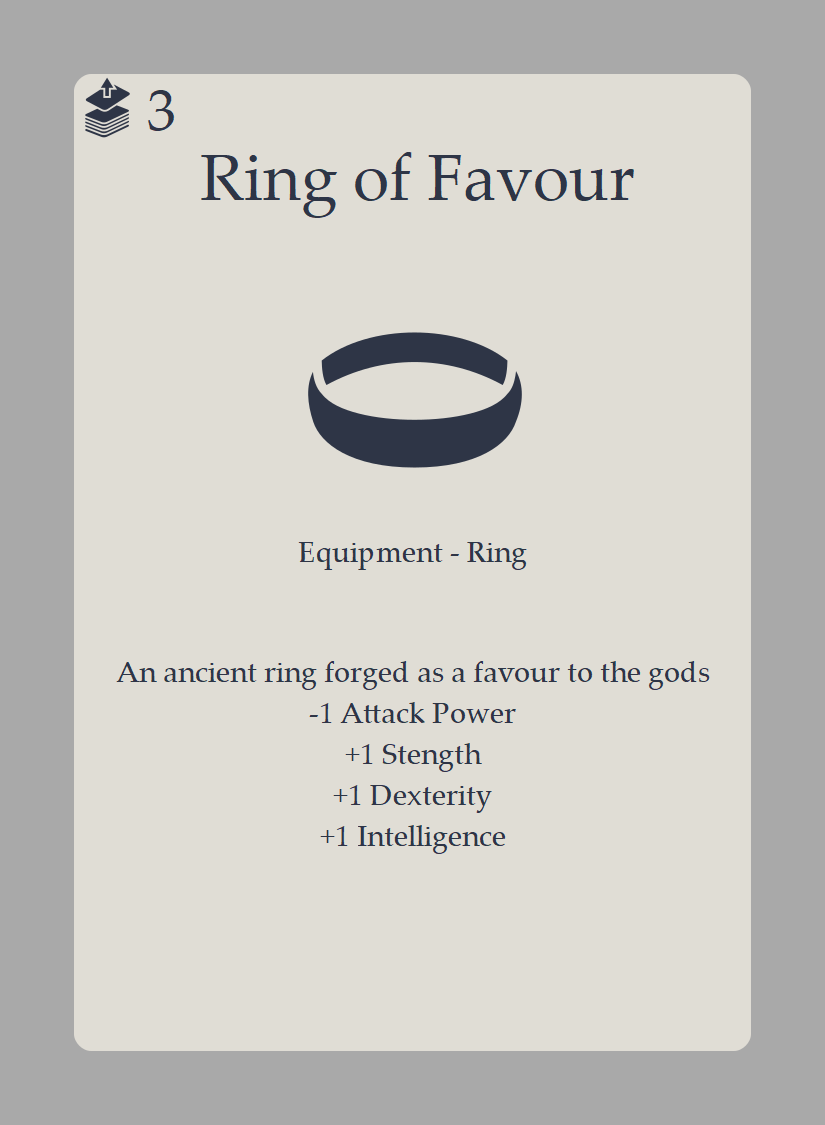 3
Ring of Favour
Equipment - Ring
An ancient ring forged as a favour to the gods
-1 Attack Power
+1 Stength
+1 Dexterity
+1 Intelligence